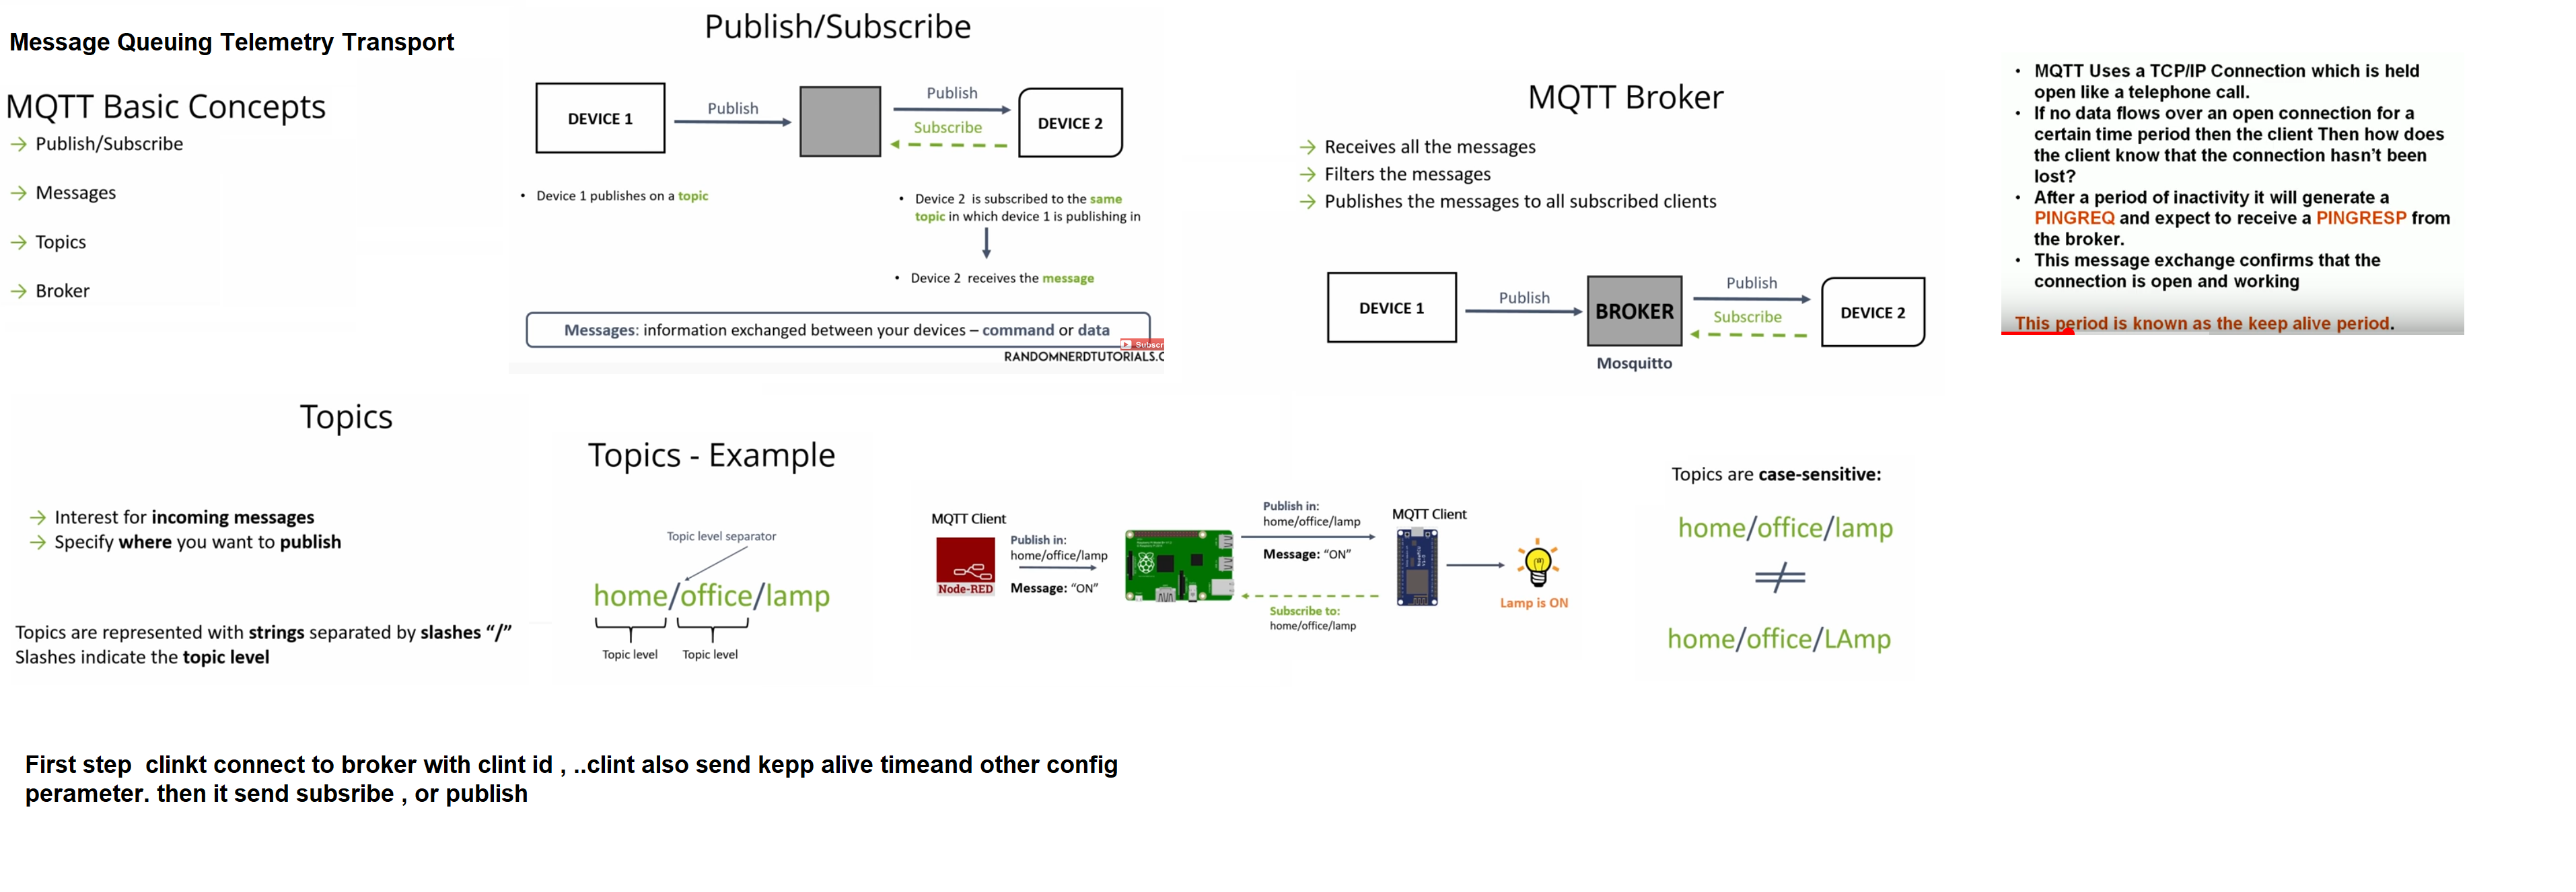 Message Queuing Telemetry Transport
MQTT Basic Concepts
→ Publish/Subscribe
→ Messages
→ Topics
→ Broker
Publish/Subscribe
DEVICE 1
Publish
Publish
Subscribe
DEVICE 2
• Device 1 publishes on a topic
• Device 2 is subscribed to the same
topic in which device 1 is publishing in
• Device 2 receives the message
Messages: information exchanged between your devices – command or data
Subscr
RANDOMNERDTUTORIALS.C
MQTT Broker
→ Receives all the messages
→ Filters the messages
→ Publishes the messages to all subscribed clients
DEVICE 1
Publish
BROKER
Mosquitto
Publish
Subscribe
DEVICE 2
• MQTT Uses a TCP/IP Connection which is held
open like a telephone call.
• If no data flows over an open connection for a
certain time period then the client Then how does
the client know that the connection hasn't been
lost?
• After a period of inactivity it will generate a
PINGREQ and expect to receive a PINGRESP from
the broker.
• This message exchange confirms that the
connection is open and working
This period is known as the keep alive period.
Topics
→ Interest for incoming messages
→ Specify where you want to publish
Topics are represented with strings separated by slashes “/”
Slashes indicate the topic level
Topics - Example
Topic level separator
home/office/lamp
Topic level Topic level
MQTT Client
Node-RED
Publish in:
home/office/lamp
Message: “ON”
Publish in:
home/office/lamp
Message: “ON”
Subscribe to:
home/office/lamp
MQTT Client
Lamp is ON
Topics are case-sensitive:
home/office/lamp
≠
home/office/LAmp
First step  clinkt connect to broker with clint id , ..clint also send kepp alive timeand other config
perameter. then it send subsribe , or publish